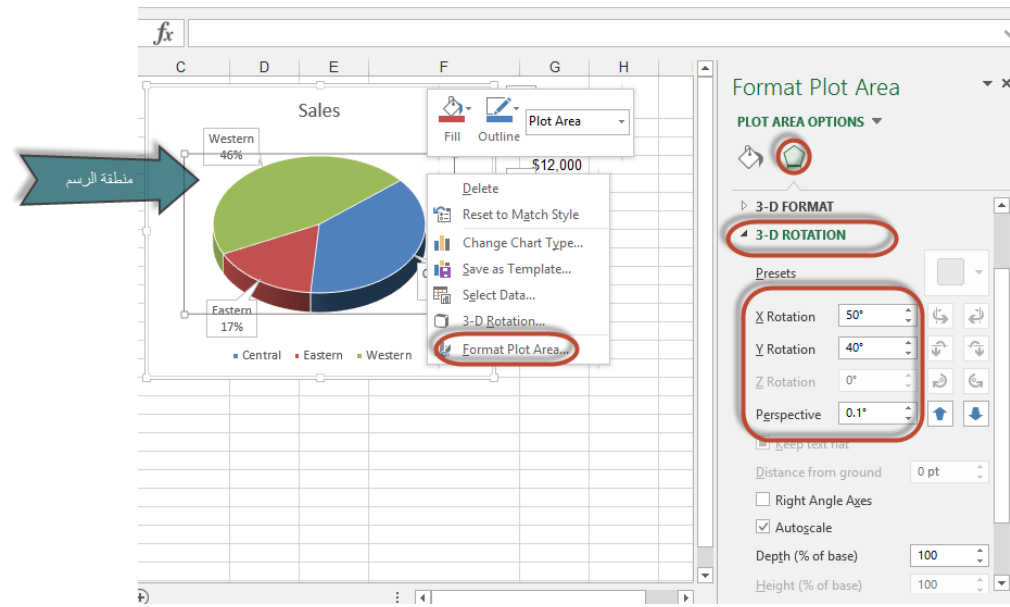 fx
C D E F G H
Sales
Western
46%
Eastern
17%
Central Eastern Western
منطقة الرسم
Fill Outline
Plot Area
$12,000
Delete
Reset to Match Style
Change Chart Type...
Save as Template...
Select Data...
3-D Rotation...
Format Plot Area...
Format Plot Area
PLOT AREA OPTIONS
3-D FORMAT
3-D ROTATION
Presets
X Rotation 50°
Y Rotation 40°
Z Rotation 0°
Perspective 0.1°
Keep text flat
Distance from ground 0 pt
Right Angle Axes
Autoscale
Depth (% of base) 100
Height (% of base) 100